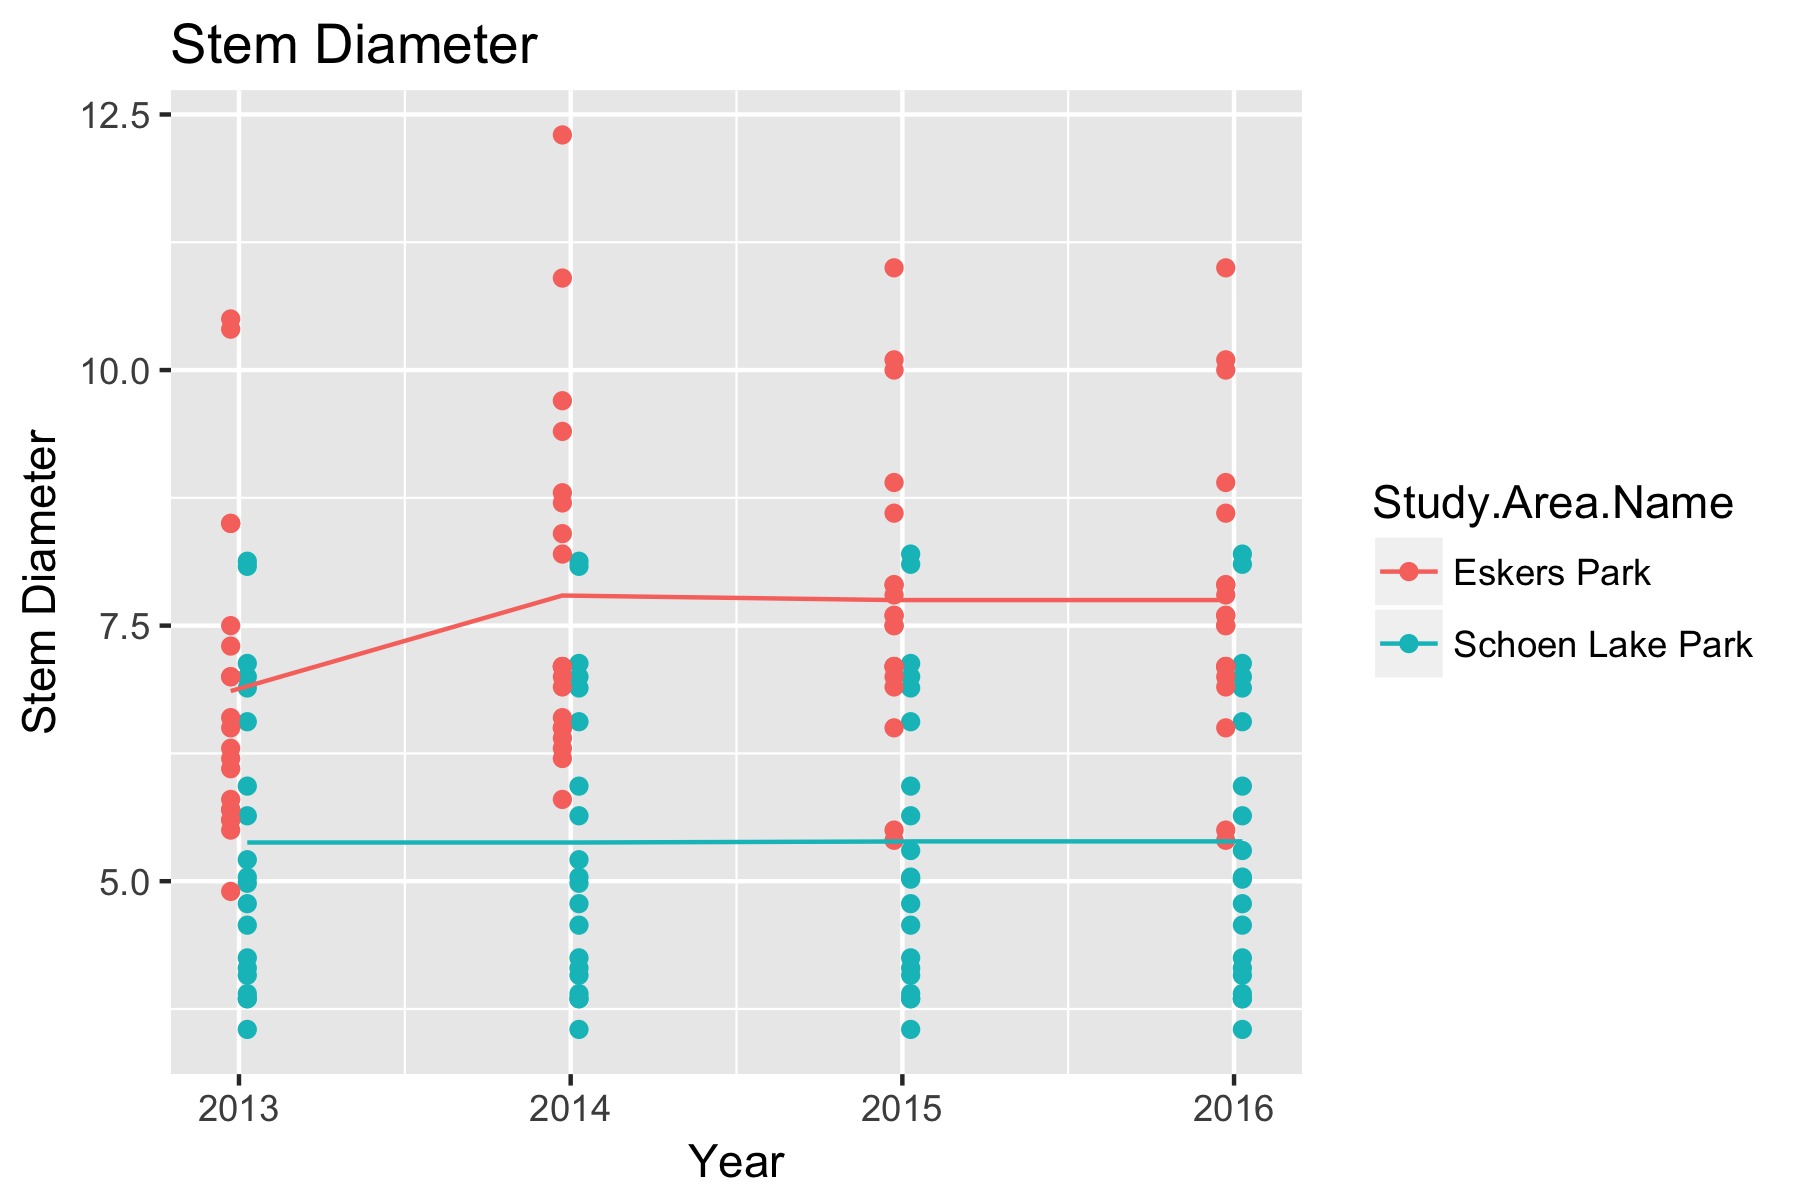 Stem Diameter
12.5
10.0
7.5
5.0
Stem Diameter
2013 2014 2015 2016
Year
Study.Area.Name
Eskers Park
Schoen Lake Park